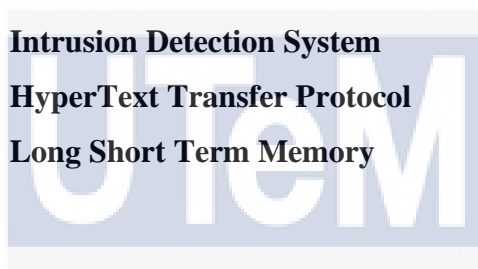 Intrusion Detection System
HyperText Transfer Protocol
Long Short Term Memory
UTeM